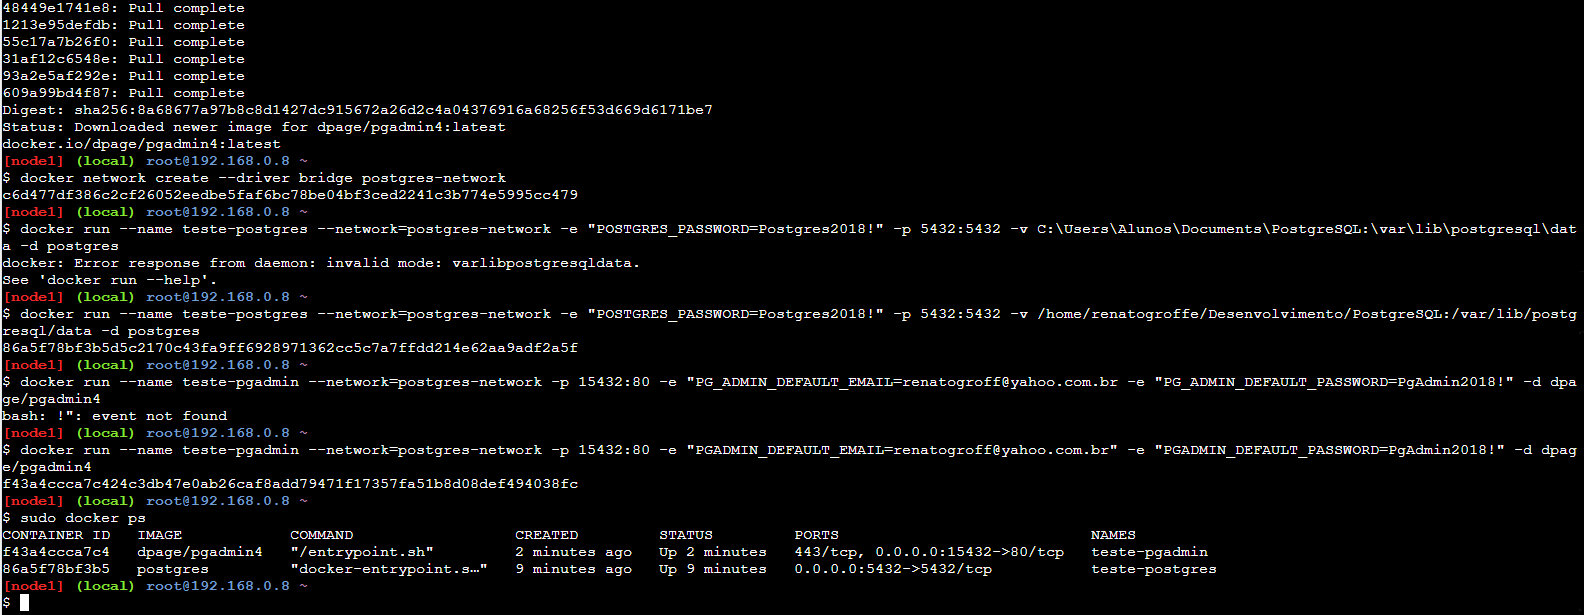 48449e1741e8: Pull complete
1213e95defdb: Pull complete
55c17a7b26f0: Pull complete
31af12c6548e: Pull complete
93a2e5af292e: Pull complete
609a99bd4f87: Pull complete
Digest: sha256:8a68677a97b8c8d1427dc915672a26d2c4a04376916a68256f53d669d6171be7
Status: Downloaded newer image for dpage/pgadmin4:latest
docker.io/dpage/pgadmin4:latest
[node1] (local) root@192.168.0.8 ~
$ docker network create --driver bridge postgres-network
c6d477df386c2cf26052eedbe5faf6bc78be04bf3ced2241c3b774e5995cc479
[node1] (local) root@192.168.0.8 ~
$ docker run --name teste-postgres --network=postgres-network -e "POSTGRES_PASSWORD=Postgres2018!" -p 5432:5432 -v C:\Users\Alunos\Documents\PostgreSQL:\var\lib\postgresql\dat
a -d postgres
docker: Error response from daemon: invalid mode: varlibpostgresqldata.
See 'docker run --help'.
[node1] (local) root@192.168.0.8 ~
$ docker run --name teste-postgres --network=postgres-network -e "POSTGRES_PASSWORD=Postgres2018!" -p 5432:5432 -v /home/renatogroffe/Desenvolvimento/PostgreSQL:/var/lib/postg
resql/data -d postgres
86a5f78bf3b5d5c2170c43fa9ff6928971362cc5c7a7ffdd214e62aa9adf2a5f
[node1] (local) root@192.168.0.8 ~
$ docker run --name teste-pgadmin --network=postgres-network -p 15432:80 -e "PG_ADMIN_DEFAULT_EMAIL=renatogroff@yahoo.com.br -e "PG_ADMIN_DEFAULT_PASSWORD=PgAdmin2018!" -d dpa
ge/pgadmin4
bash: !": event not found
[node1] (local) root@192.168.0.8 ~
$ docker run --name teste-pgadmin --network=postgres-network -p 15432:80 -e "PGADMIN_DEFAULT_EMAIL=renatogroff@yahoo.com.br" -e "PGADMIN_DEFAULT_PASSWORD=PgAdmin2018!" -d dpag
e/pgadmin4
f43a4ccca7c424c3db47e0ab26caf8add79471f17357fa51b8d08def494038fc
[node1] (local) root@192.168.0.8 ~
$ sudo docker ps
CONTAINER ID   IMAGE            COMMAND                  CREATED         STATUS         PORTS                            NAMES
f43a4ccca7c4   dpage/pgadmin4   "/entrypoint.sh"         2 minutes ago   Up 2 minutes   443/tcp, 0.0.0.0:15432->80/tcp   teste-pgadmin
86a5f78bf3b5   postgres         "docker-entrypoint.s…"   9 minutes ago   Up 9 minutes   0.0.0.0:5432->5432/tcp           teste-postgres
[node1] (local) root@192.168.0.8 ~
$